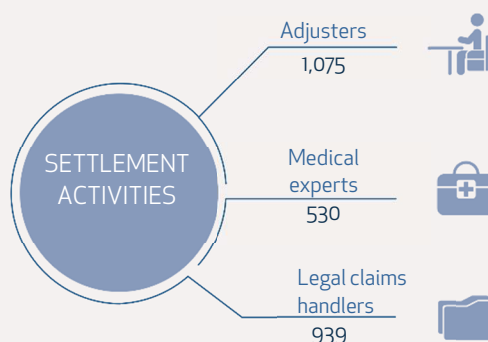 Adjusters
1,075
SETTLEMENT
ACTIVITIES
Medical
experts
530
Legal claims
handlers
939